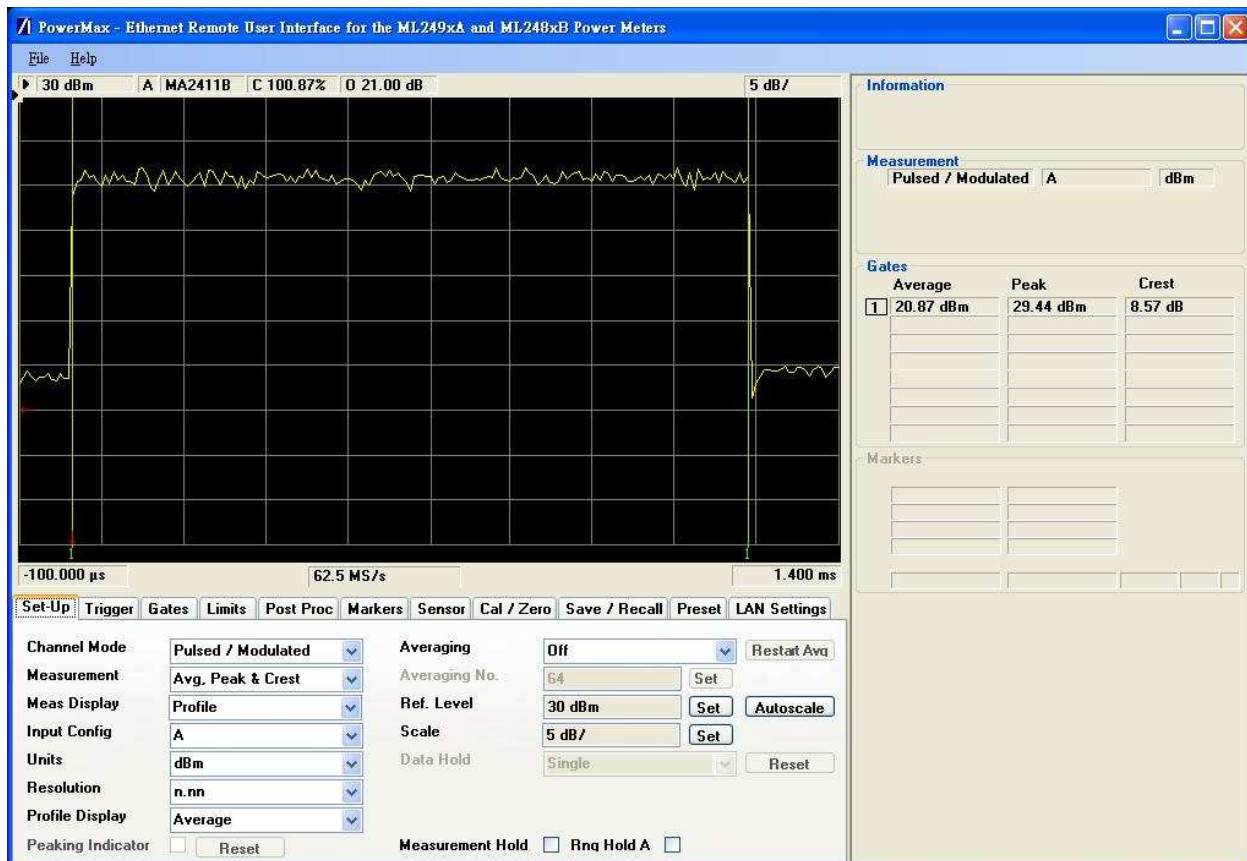 PowerMax - Ethernet Remote User Interface for the ML249xA and ML248xB Power Meters
File Help
30 dBm A MA2411B C 100.87% O 21.00 dB 5 dB/
1 1
-100.000 µs 62.5 MS/s 1.400 ms
Information
Measurement
Pulsed / Modulated A dBm
Gates
Average Peak Crest
1 20.87 dBm 29.44 dBm 8.57 dB
Markers
Set-Up Trigger Gates Limits Post Proc Markers Sensor Cal / Zero Save / Recall Preset LAN Settings
Channel Mode Pulsed / Modulated Averaging Off Restart Avg
Measurement Avg, Peak & Crest Averaging No. 64 Set
Meas Display Profile Ref. Level 30 dBm Set Autoscale
Input Config A Scale 5 dB/ Set
Units dBm Data Hold Single Reset
Resolution n.nn
Profile Display Average
Peaking Indicator Reset Measurement Hold Rng Hold A